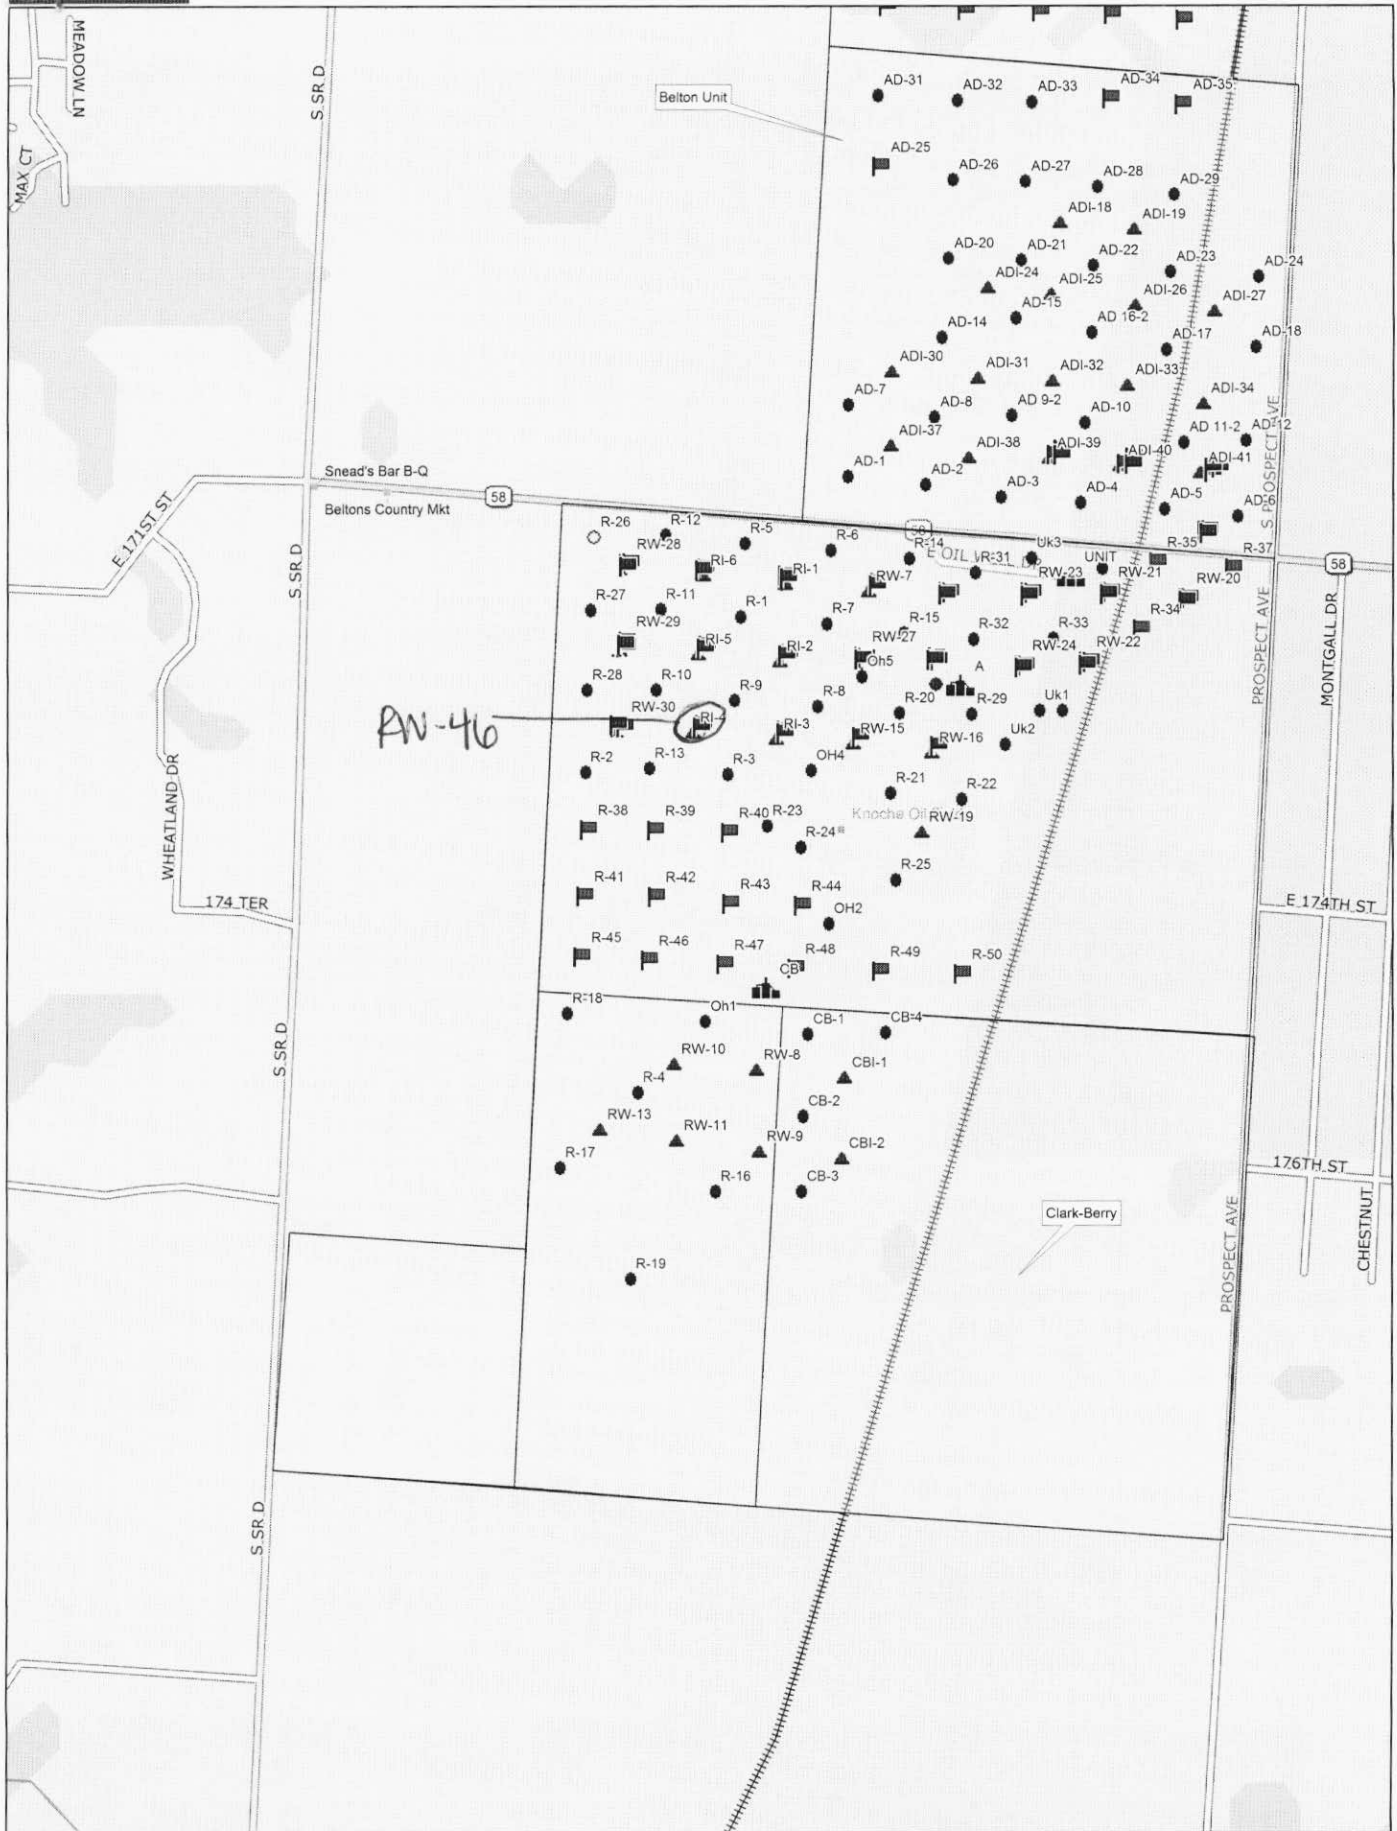 MEADOW LN
MAX CT
S. SR D
Belton Unit
AD-31 AD-32 AD-33 AD-34 AD-35
AD-25
AD-26 AD-27 AD-28 AD-29
ADI-18 ADI-19
AD-20 AD-21 AD-22 AD-23 AD-24
ADI-24 ADI-25 ADI-26 ADI-27
AD-14 AD-15 AD 16-2 AD-17 AD-18
ADI-30 ADI-31 ADI-32 ADI-33 ADI-34
AD-7 AD-8 AD 9-2 AD-10 AD 11-2 AD-12
ADI-37 ADI-38 ADI-39 ADI-40 ADI-41
AD-1 AD-2 AD-3 AD-4 AD-5 AD-6
S PROSPECT AVE
Snead's Bar B-Q
Beltons Country Mkt
58
58
58
E 171ST ST
S.SR D
R-26 R-12 R-5 R-6 R-14 Uk3 R-35 R-37
R-31 UNIT
RW-28 RI-6 RI-1 RW-7 RW-23 RW-21 RW-20
R-27 R-11 R-1 R-7 R-15 R-32 R-33 R-34
RW-29 RI-5 RI-2 RW-27 RW-24 RW-22
Oh5 A
R-28 R-10 R-9 R-8 R-20 R-29 Uk1
RW-30 RI-4 RI-3 RW-15 RW-16 Uk2
RW-46
R-2 R-13 R-3 OH4
R-21 R-22
R-38 R-39 R-40 R-23 Knoche Oil RW-19
R-24
R-25
R-41 R-42 R-43 R-44
OH2
R-45 R-46 R-47 R-48 R-49 R-50
CB
WHEATLAND DR
174 TER
PROSPECT AVE
MONTGALL DR
E 174TH ST
R-18 Oh1 CB-1 CB-4
RW-10 RW-8 CBI-1
R-4 CB-2
RW-13 RW-11 RW-9 CBI-2
R-17 R-16 CB-3
S.SR D
176TH ST
CHESTNUT
PROSPECT AVE
Clark-Berry
R-19
S.SR D